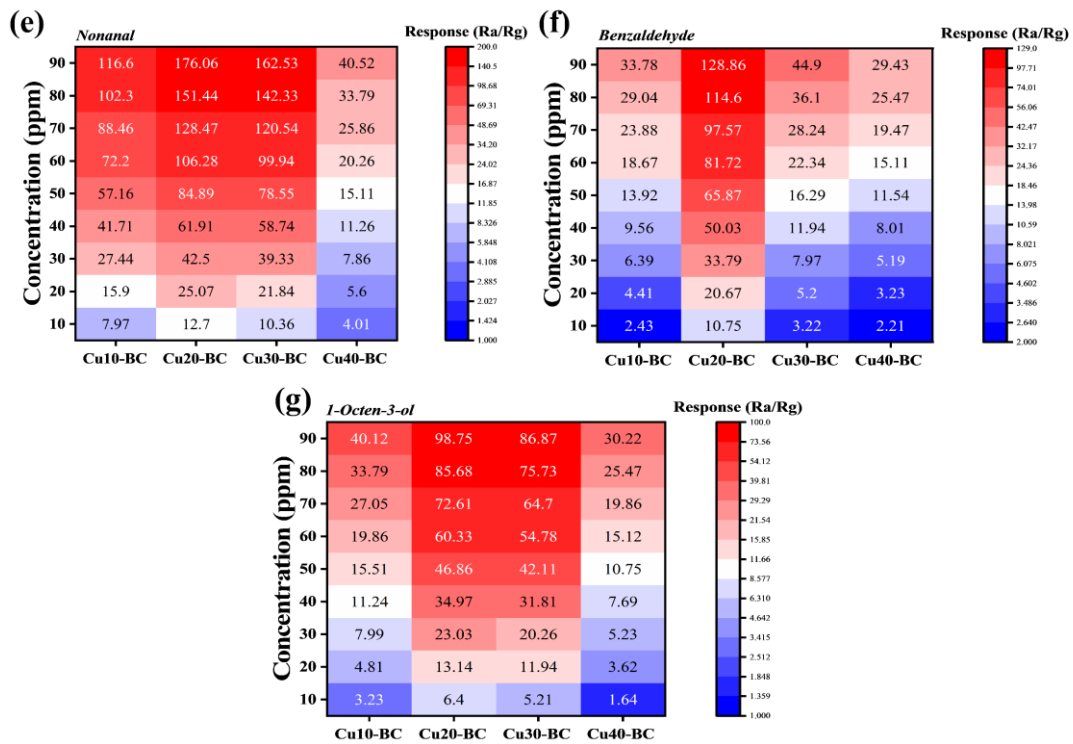 (e)
Nonanal
Response (Ra/Rg)
Concentration (ppm)
90 116.6 176.06 162.53 40.52
80 102.3 151.44 142.33 33.79
70 88.46 128.47 120.54 25.86
60 72.2 106.28 99.94 20.26
50 57.16 84.89 78.55 15.11
40 41.71 61.91 58.74 11.26
30 27.44 42.5 39.33 7.86
20 15.9 25.07 21.84 5.6
10 7.97 12.7 10.36 4.01
Cu10-BC Cu20-BC Cu30-BC Cu40-BC
200.0
140.5
98.68
69.31
48.69
34.20
24.02
16.87
11.85
8.326
5.848
4.108
2.885
2.027
1.424
1.000
(f)
Benzaldehyde
Response (Ra/Rg)
Concentration (ppm)
90 33.78 128.86 44.9 29.43
80 29.04 114.6 36.1 25.47
70 23.88 97.57 28.24 19.47
60 18.67 81.72 22.34 15.11
50 13.92 65.87 16.29 11.54
40 9.56 50.03 11.94 8.01
30 6.39 33.79 7.97 5.19
20 4.41 20.67 5.2 3.23
10 2.43 10.75 3.22 2.21
Cu10-BC Cu20-BC Cu30-BC Cu40-BC
129.0
97.71
74.01
56.06
42.47
32.17
24.36
18.46
13.98
10.59
8.021
6.075
4.602
3.486
2.640
2.000
(g)
1-Octen-3-ol
Response (Ra/Rg)
Concentration (ppm)
90 40.12 98.75 86.87 30.22
80 33.79 85.68 75.73 25.47
70 27.05 72.61 64.7 19.86
60 19.86 60.33 54.78 15.12
50 15.51 46.86 42.11 10.75
40 11.24 34.97 31.81 7.69
30 7.99 23.03 20.26 5.23
20 4.81 13.14 11.94 3.62
10 3.23 6.4 5.21 1.64
Cu10-BC Cu20-BC Cu30-BC Cu40-BC
100.0
73.56
54.12
39.81
29.29
21.54
15.85
11.66
8.577
6.310
4.642
3.415
2.512
1.848
1.359
1.000